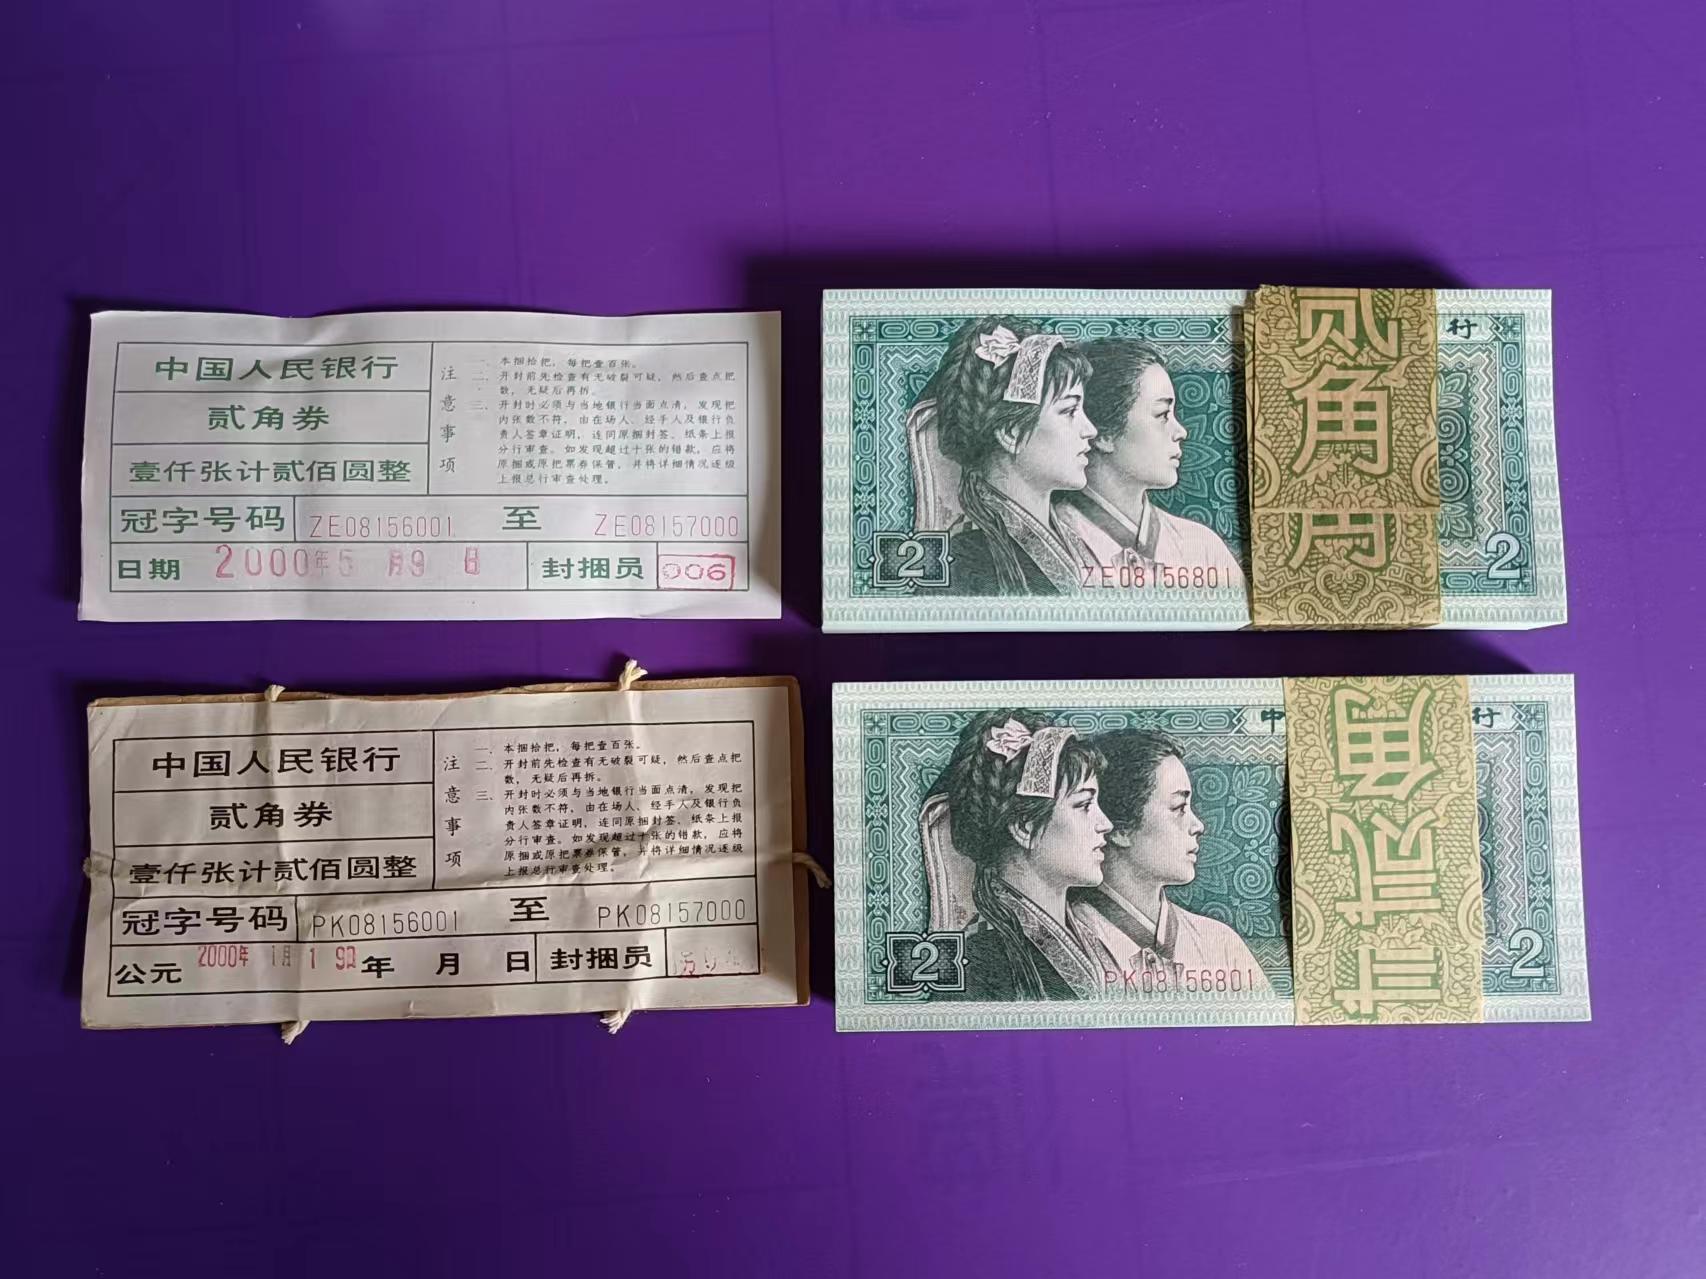 中国人民银行
贰角券
壹仟张计贰佰圆整
注意事项
一、本捆拾把，每把壹百张。
二、开封前先检查有无破裂可疑，然后查点把
数，无疑后再拆。
三、开封时必须与当地银行当面点清，发现把
内张数不符，由在场人、经手人及银行负
责人签章证明，连同原捆封签、纸条上报
分行审查。如发现超过十张的错款，应将
原捆或原把票券保管，并将详细情况逐级
上报总行审查处理。
冠字号码 ZE08156001 至 ZE08157000
日期 2000年5月9日 封捆员 006
贰角
角
行
2
ZE08156801
2
中国人民银行
贰角券
壹仟张计贰佰圆整
注意事项
一、本捆拾把，每把壹百张。
二、开封前先检查有无破裂可疑，然后查点把
数，无疑后再拆。
三、开封时必须与当地银行当面点清，发现把
内张数不符，由在场人、经手人及银行负
责人签章证明，连同原捆封签、纸条上报
分行审查。如发现超过十张的错款，应将
原捆或原把票券保管，并将详细情况逐级
上报总行审查处理。
冠字号码 PK08156001 至 PK08157000
公元 2000年 1月19日 年 月 日 封捆员
中
行
贰角
2
PK08156801
2